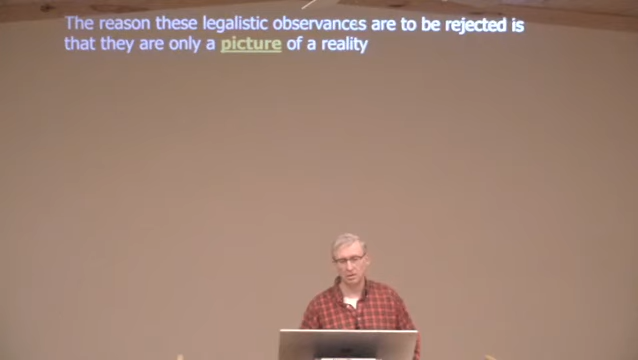 The reason these legalistic observances are to be rejected is
that they are only a picture of a reality